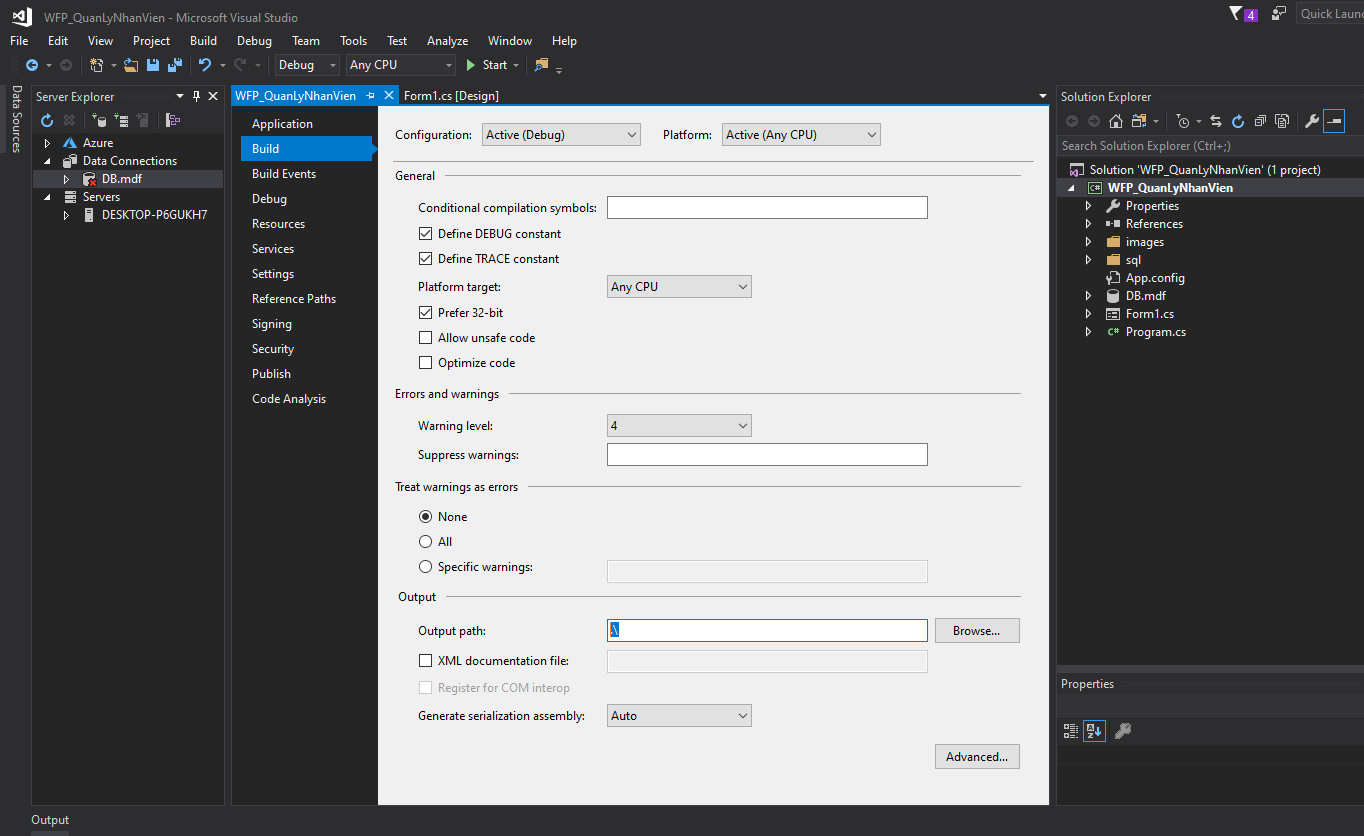 WFP_QuanLyNhanVien - Microsoft Visual Studio
4
Quick Laun
File Edit View Project Build Debug Team Tools Test Analyze Window Help
Debug Any CPU Start
Data Sources
Server Explorer
Azure
Data Connections
DB.mdf
Servers
DESKTOP-P6GUKH7
WFP_QuanLyNhanVien Form1.cs [Design]
Application
Build
Build Events
Debug
Resources
Services
Settings
Reference Paths
Signing
Security
Publish
Code Analysis
Configuration: Active (Debug) Platform: Active (Any CPU)
General
Conditional compilation symbols:
Define DEBUG constant
Define TRACE constant
Platform target: Any CPU
Prefer 32-bit
Allow unsafe code
Optimize code
Errors and warnings
Warning level: 4
Suppress warnings:
Treat warnings as errors
None
All
Specific warnings:
Output
Output path: .\ Browse...
XML documentation file:
Register for COM interop
Generate serialization assembly: Auto
Advanced...
Solution Explorer
Search Solution Explorer (Ctrl+;)
Solution 'WFP_QuanLyNhanVien' (1 project)
C# WFP_QuanLyNhanVien
Properties
References
images
sql
App.config
DB.mdf
Form1.cs
C# Program.cs
Properties
Output